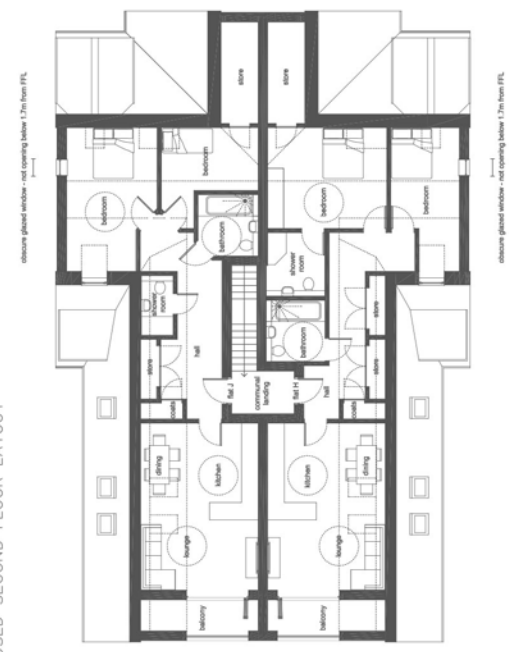 obscure glazed window - not opening below 1.7m from FFL
SECOND FLOOR LAYOUT
bedroom
bedroom
store
bathroom
shower
room
store
coats
hall
flat J
communal
landing
dining
kitchen
lounge
balcony
store
bedroom
bedroom
shower
room
bathroom
store
store
flat H
hall
coats
kitchen
dining
lounge
balcony
obscure glazed window - not opening below 1.7m from FFL